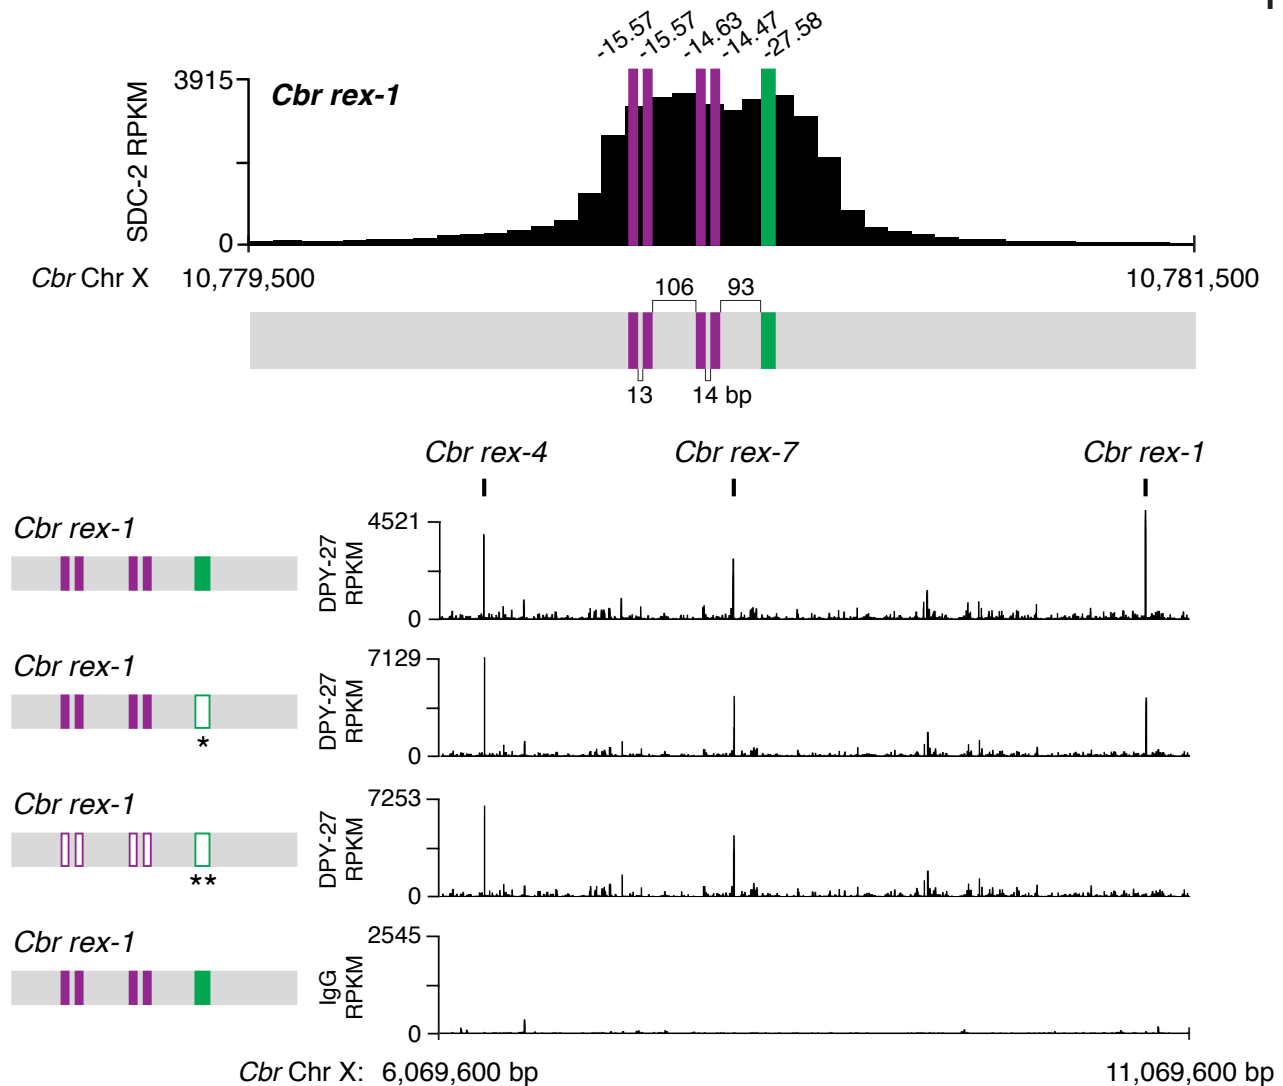 -15.57 -15.57 -14.63 -14.47 -27.58
3915
Cbr rex-1
SDC-2 RPKM
0
Cbr Chr X 10,779,500 10,781,500
106 93
13 14 bp
Cbr rex-4 Cbr rex-7 Cbr rex-1
Cbr rex-1
4521
DPY-27
RPKM
0
Cbr rex-1
*
7129
DPY-27
RPKM
0
Cbr rex-1
**
7253
DPY-27
RPKM
0
Cbr rex-1
2545
IgG
RPKM
0
Cbr Chr X: 6,069,600 bp 11,069,600 bp